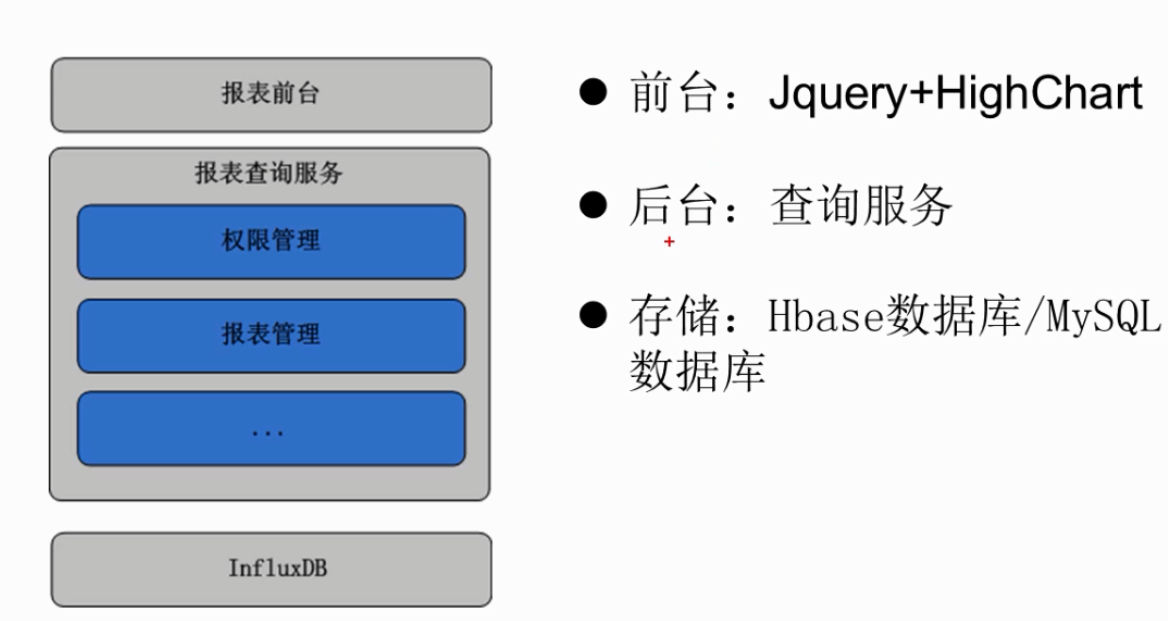 报表前台
报表查询服务
权限管理
报表管理
...
InfluxDB
● 前台：Jquery+HighChart
● 后台：查询服务
● 存储：Hbase数据库/MySQL
数据库